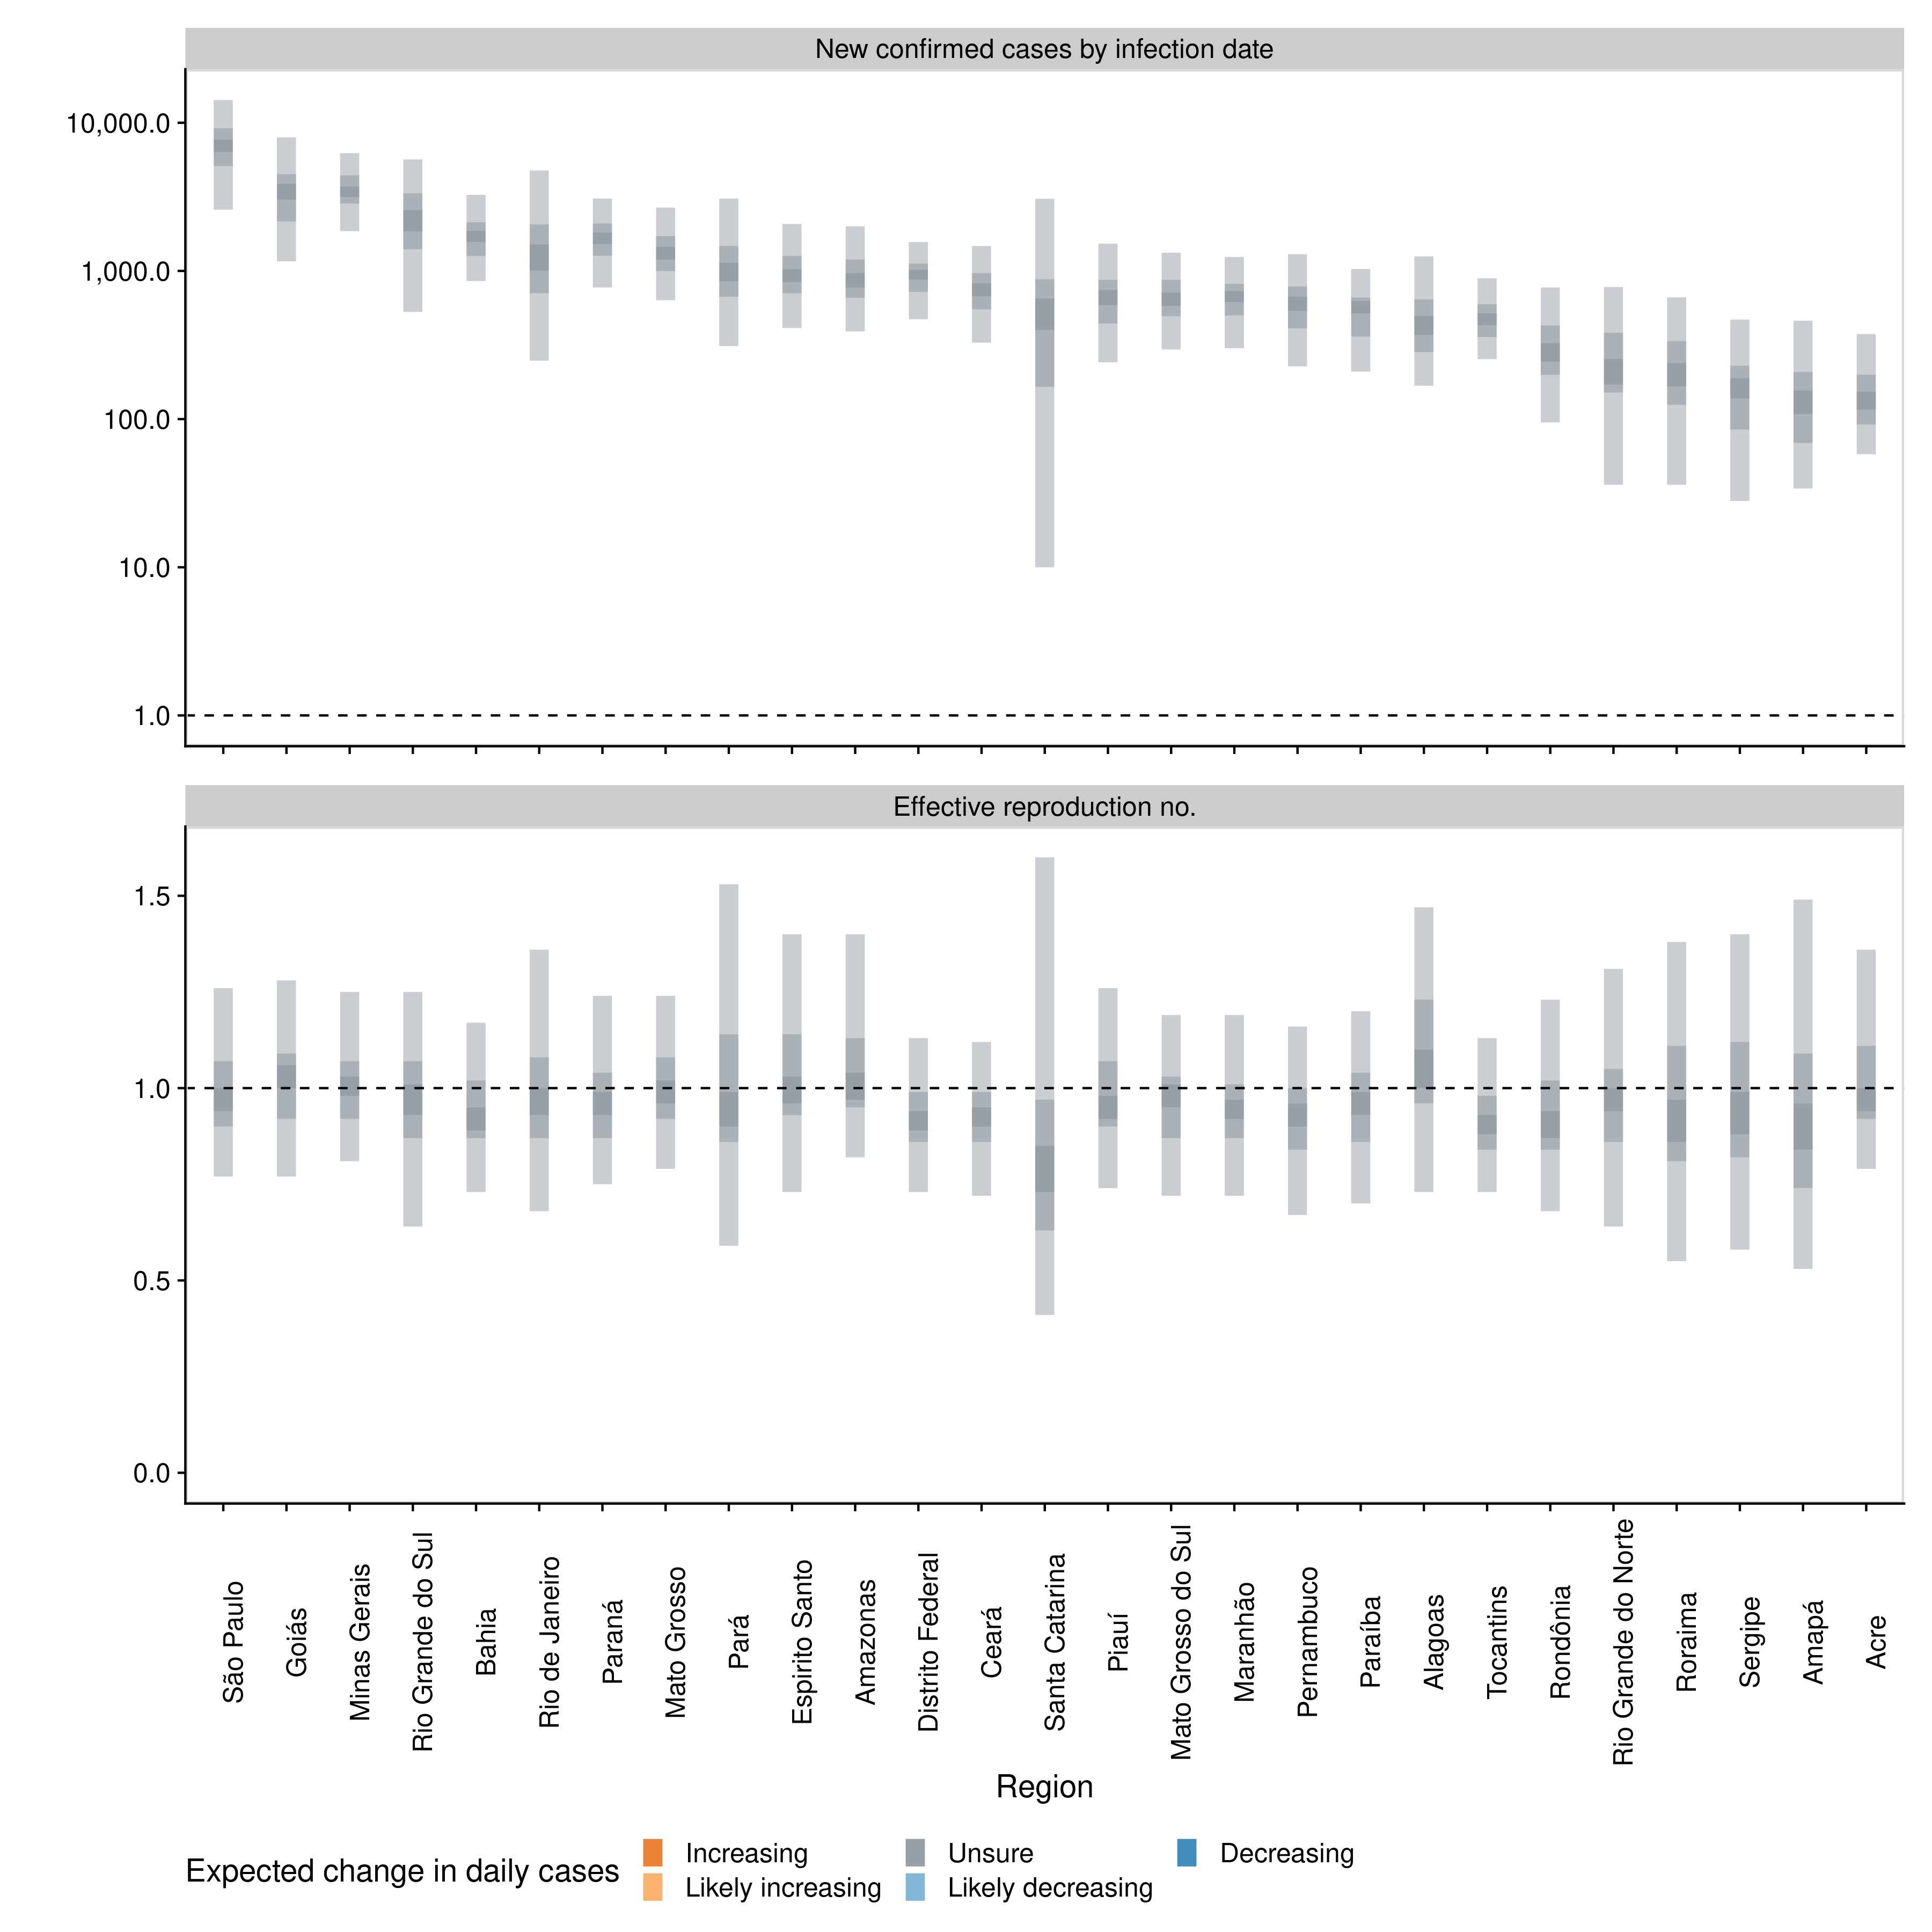 New confirmed cases by infection date
10,000.0
1,000.0
100.0
10.0
1.0
Effective reproduction no.
1.5
1.0
0.5
0.0
São Paulo
Goiás
Minas Gerais
Rio Grande do Sul
Bahia
Rio de Janeiro
Paraná
Mato Grosso
Pará
Espirito Santo
Amazonas
Distrito Federal
Ceará
Santa Catarina
Piauí
Mato Grosso do Sul
Maranhão
Pernambuco
Paraíba
Alagoas
Tocantins
Rondônia
Rio Grande do Norte
Roraima
Sergipe
Amapá
Acre
Region
Expected change in daily cases
Increasing
Unsure
Decreasing
Likely increasing
Likely decreasing